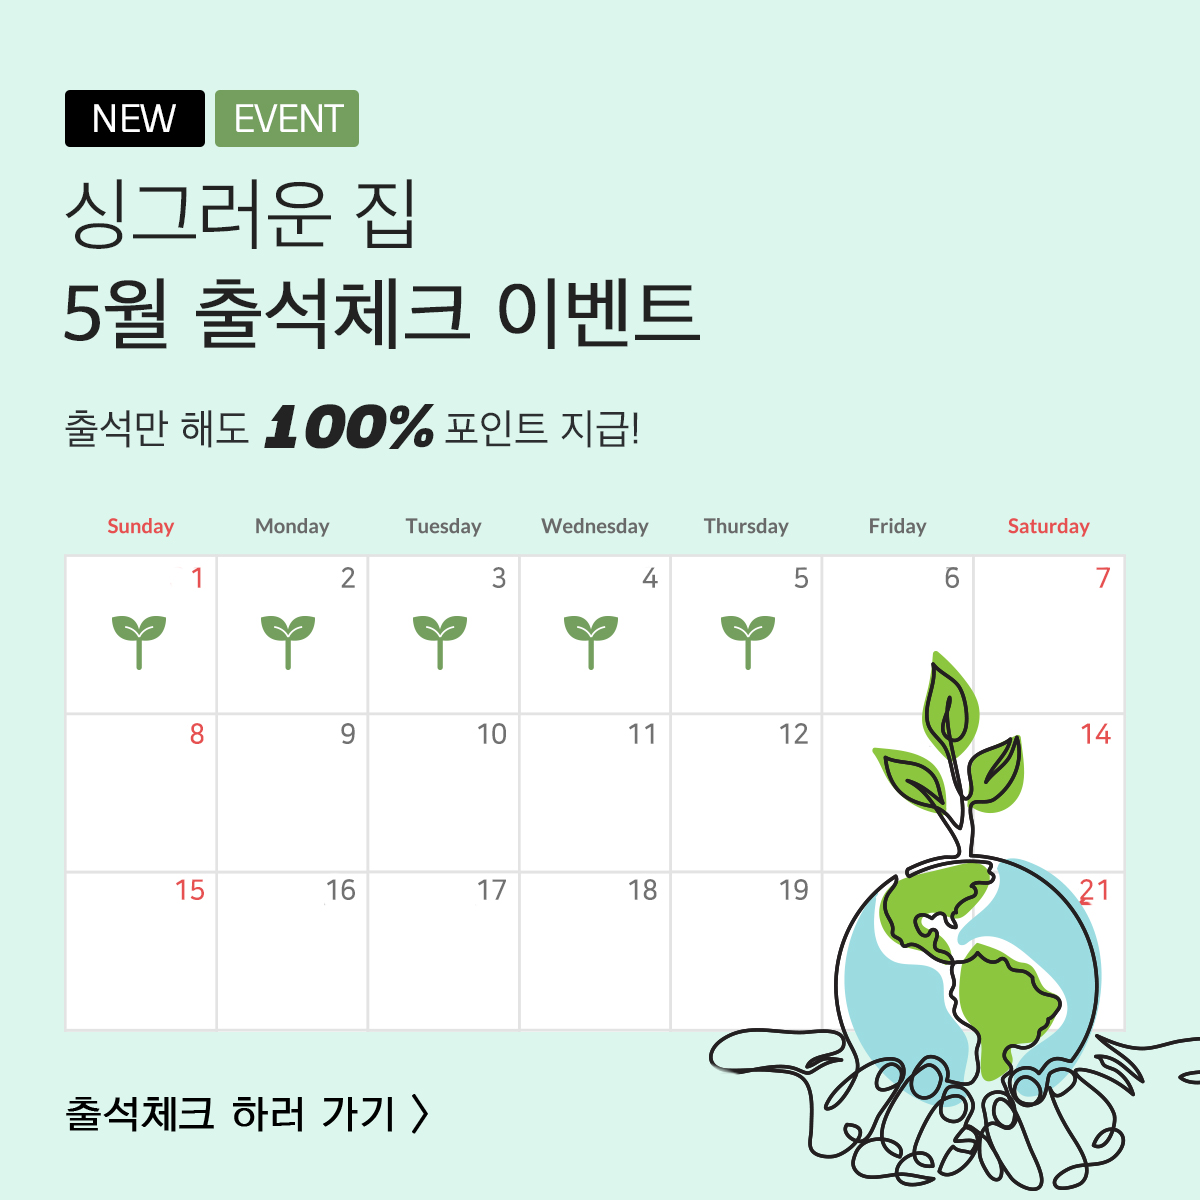 NEW EVENT
싱그러운 집
5월 출석체크 이벤트
출석만 해도 100% 포인트 지급!
Sunday Monday Tuesday Wednesday Thursday Friday Saturday
1 2 3 4 5 6 7
8 9 10 11 12 14
15 16 17 18 19 21
출석체크 하러 가기 〉